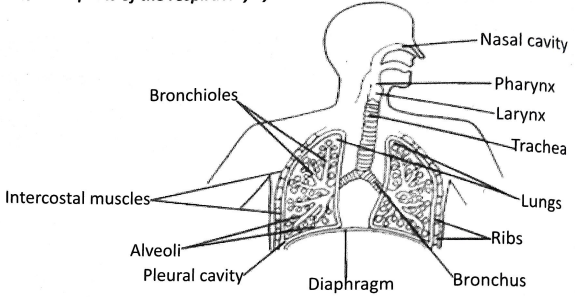 Nasal cavity
Pharynx
Bronchioles
Larynx
Trachea
Intercostal muscles
Lungs
Alveoli
Ribs
Pleural cavity
Diaphragm
Bronchus